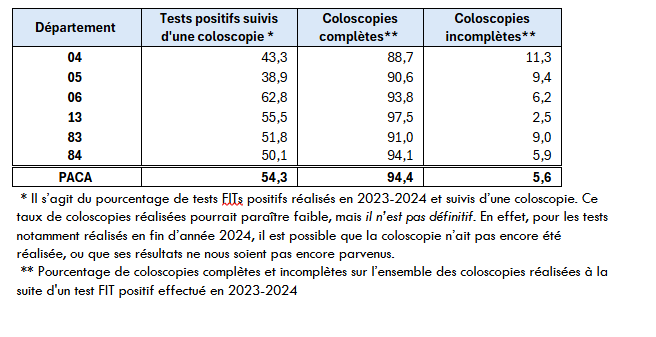 Département Tests positifs suivis d'une coloscopie * Coloscopies complètes** Coloscopies incomplètes**
04 43,3 88,7 11,3
05 38,9 90,6 9,4
06 62,8 93,8 6,2
13 55,5 97,5 2,5
83 51,8 91,0 9,0
84 50,1 94,1 5,9
PACA 54,3 94,4 5,6
* Il s'agit du pourcentage de tests FITs positifs réalisés en 2023-2024 et suivis d'une coloscopie. Ce
taux de coloscopies réalisées pourrait paraître faible, mais il n'est pas définitif. En effet, pour les tests
notamment réalisés en fin d'année 2024, il est possible que la coloscopie n'ait pas encore été
réalisée, ou que ses résultats ne nous soient pas encore parvenus.
** Pourcentage de coloscopies complètes et incomplètes sur l'ensemble des coloscopies réalisées à la
suite d'un test FIT positif effectué en 2023-2024